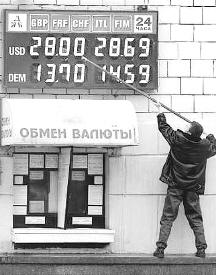 GBP FRF CHF ITL FIM 24
ЧАСА
USD 2800 2869
DEM 1370 1459
ОБМЕН ВАЛЮТЫ